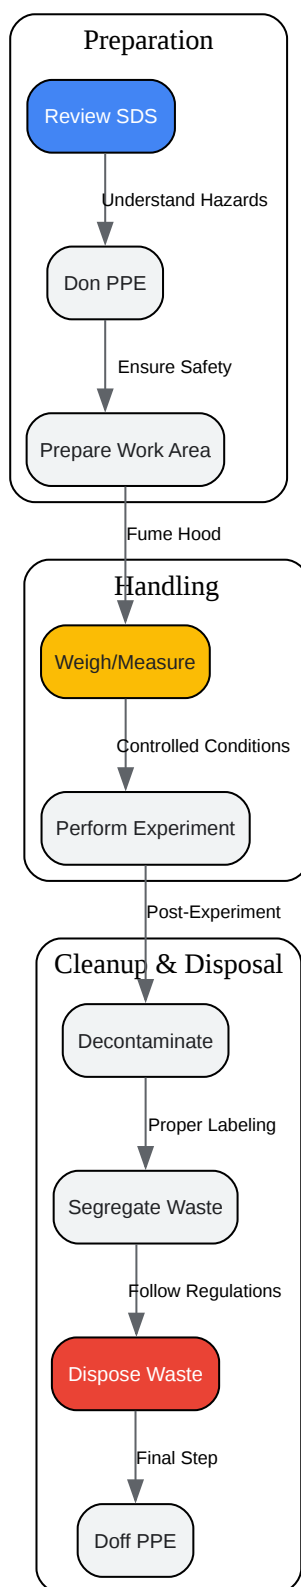 Preparation
Review SDS
Understand Hazards
Don PPE
Ensure Safety
Prepare Work Area
Fume Hood
Handling
Weigh/Measure
Controlled Conditions
Perform Experiment
Post-Experiment
Cleanup & Disposal
Decontaminate
Proper Labeling
Segregate Waste
Follow Regulations
Dispose Waste
Final Step
Doff PPE